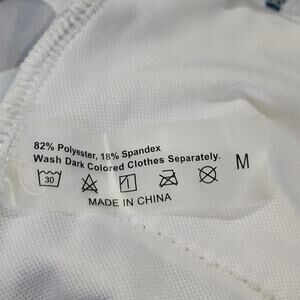 82% Polyester, 18% Spandex
Wash Dark Colored Clothes Separately.
M
30
MADE IN CHINA